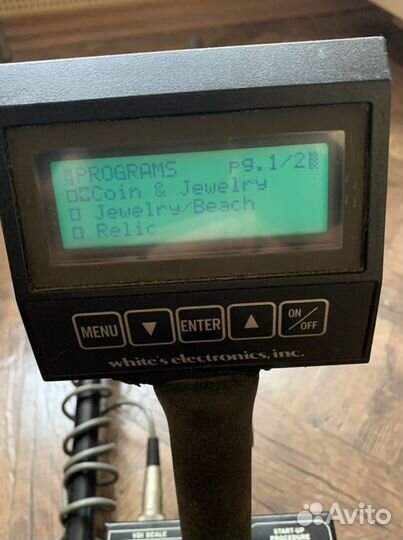 PROGRAMS pg.1/2
Coin & Jewelry
Jewelry/Beach
Relic
MENU ENTER ON/OFF
white's electronics, inc.
VDI SCALE START-UP PROCEDURE
Avito